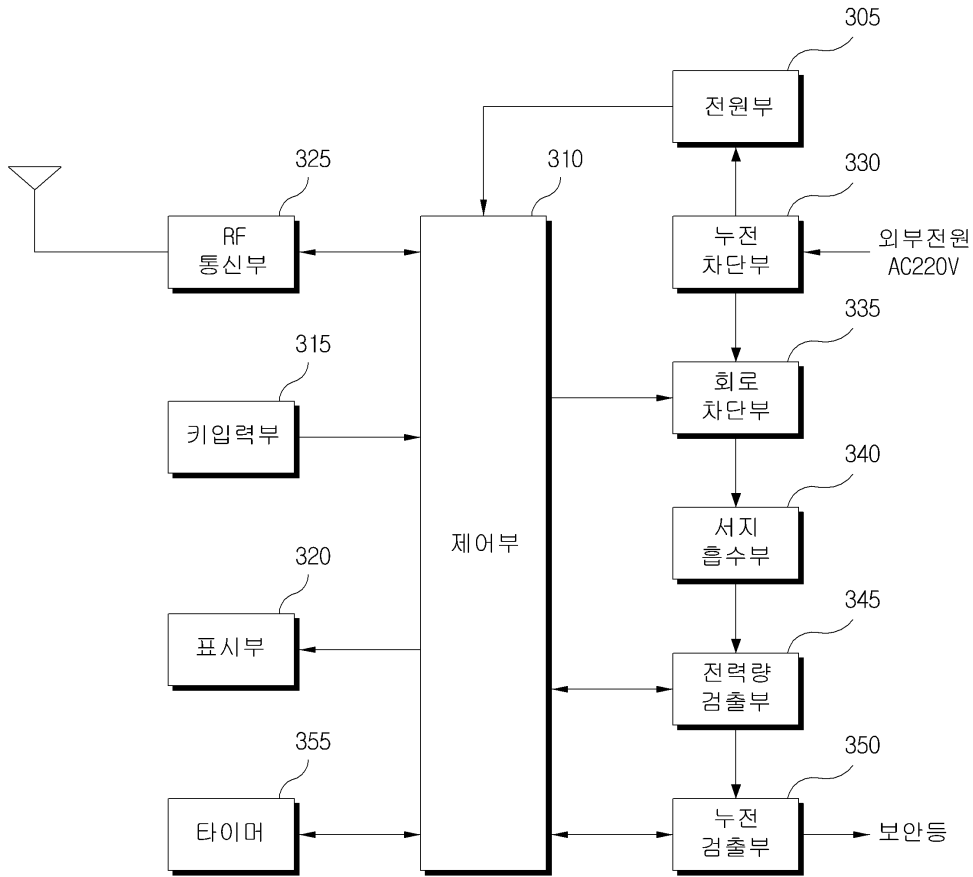 305
전원부
325
310
330
RF
통신부
누전
차단부
외부전원
AC220V
315
335
키입력부
회로
차단부
340
제어부
서지
흡수부
320
345
표시부
전력량
검출부
355
350
타이머
누전
검출부
보안등